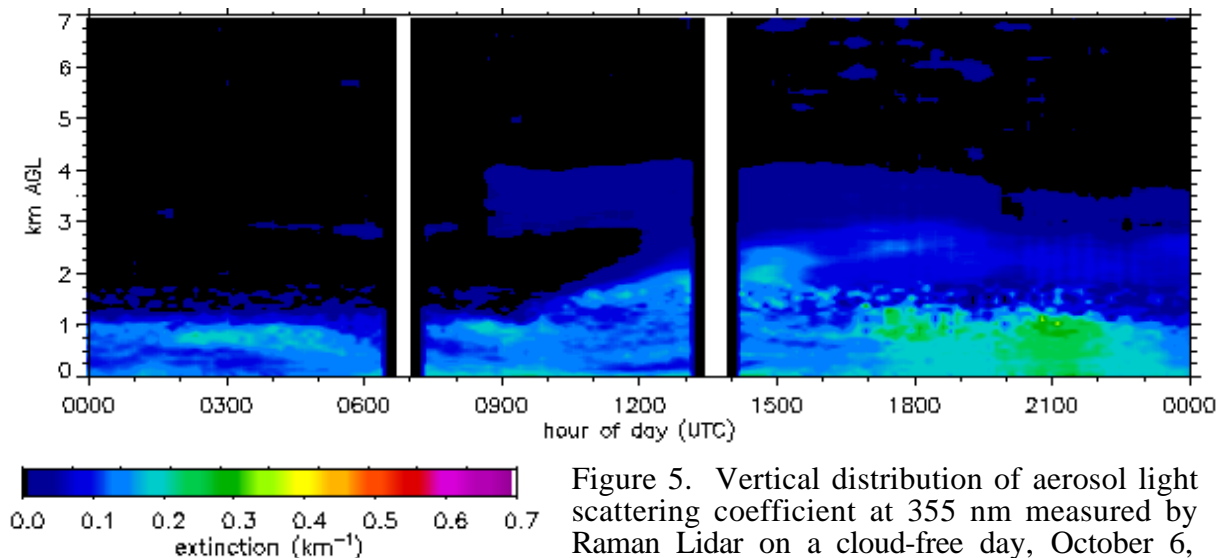 7
6
5
4
3
2
1
0
km AGL
0000 0300 0600 0900 1200 1500 1800 2100 0000
hour of day (UTC)
0.0 0.1 0.2 0.3 0.4 0.5 0.6 0.7
extinction (km⁻¹)
Figure 5. Vertical distribution of aerosol light
scattering coefficient at 355 nm measured by
Raman Lidar on a cloud-free day, October 6,